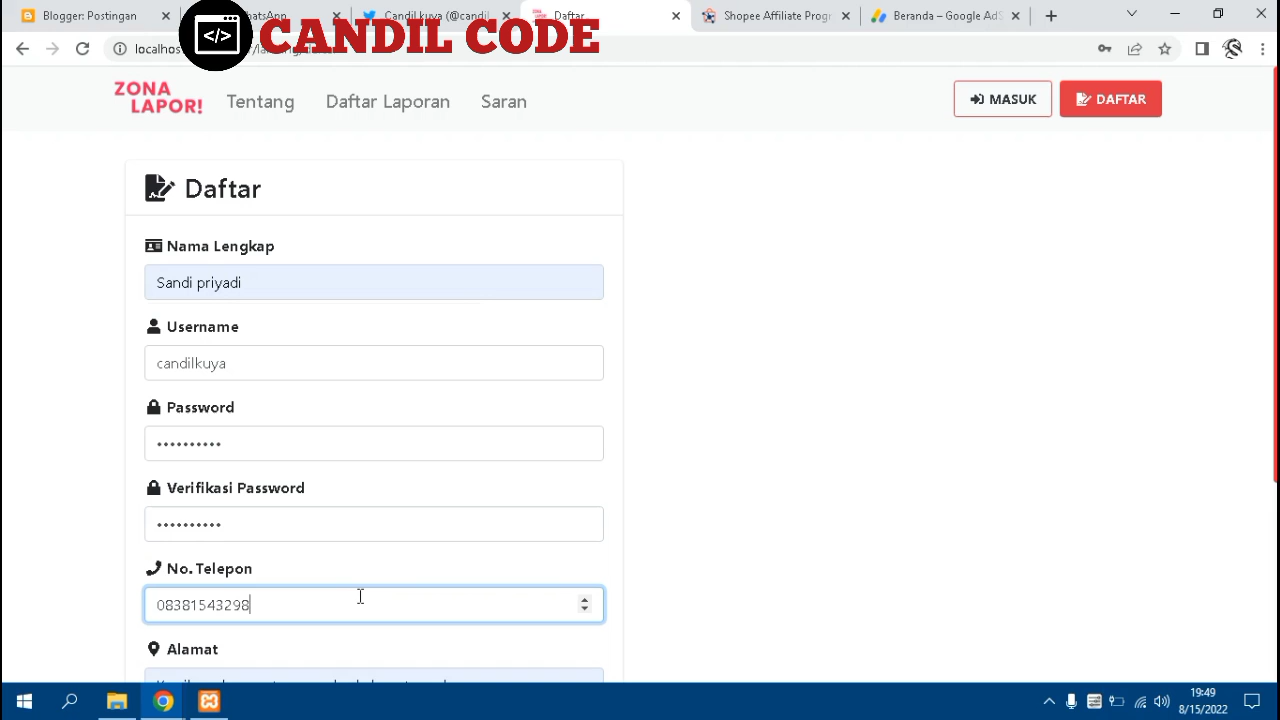 Blogger: Postingan
hatsApp
Candil kuya (@candil
Daftar
Shopee Affiliate Prog
Beranda – Google Ad
</>
CANDIL CODE
localhos
ZONA
LAPOR!
Tentang
Daftar Laporan
Saran
MASUK
DAFTAR
Daftar
Nama Lengkap
Sandi priyadi
Username
candilkuya
Password
Verifikasi Password
No. Telepon
08381543298
Alamat
19:49
8/15/2022